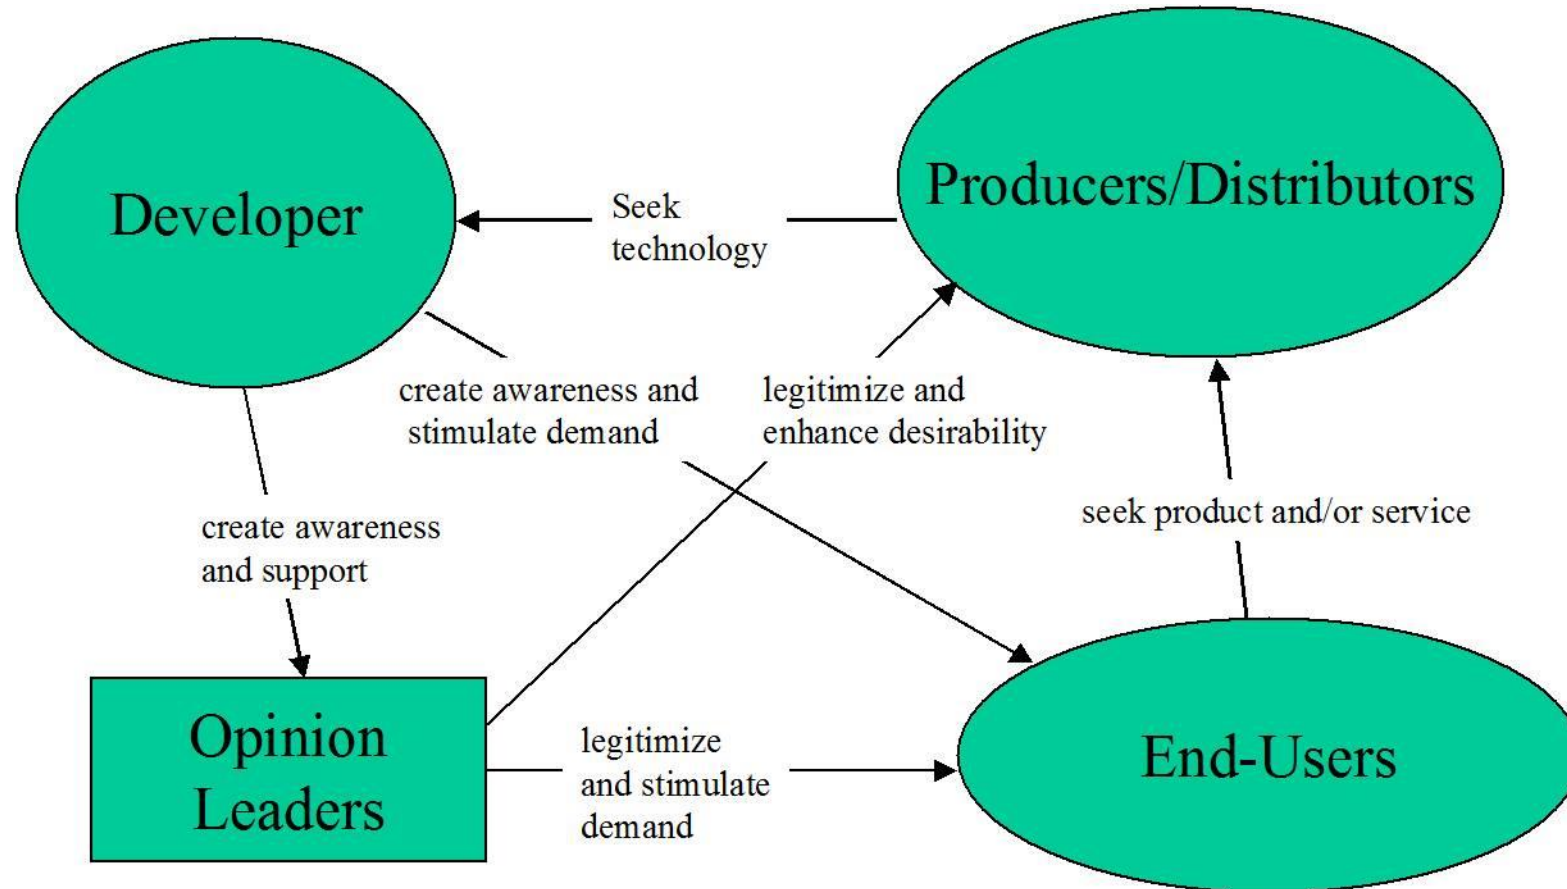 Developer
Producers/Distributors
Seek
technology
create awareness and
stimulate demand
legitimize and
enhance desirability
create awareness
and support
seek product and/or service
Opinion
Leaders
legitimize
and stimulate
demand
End-Users